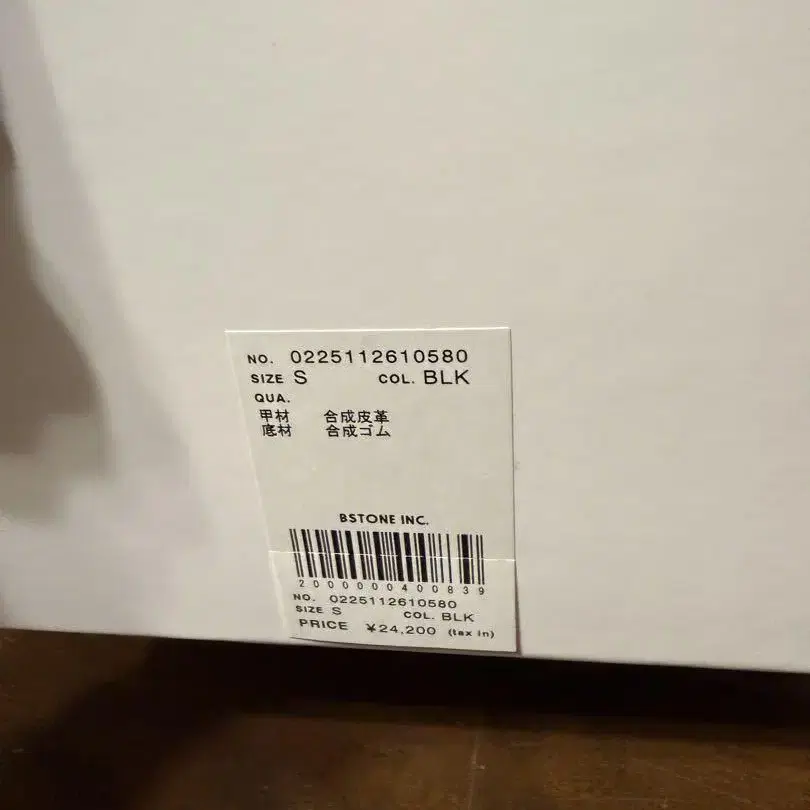 NO. 0225112610580
SIZE S COL. BLK
QUA.
甲材 合成皮革
底材 合成ゴム
BSTONE INC.
2000000400839
NO. 0225112610580
SIZE S COL. BLK
PRICE ¥24,200 (tax in)